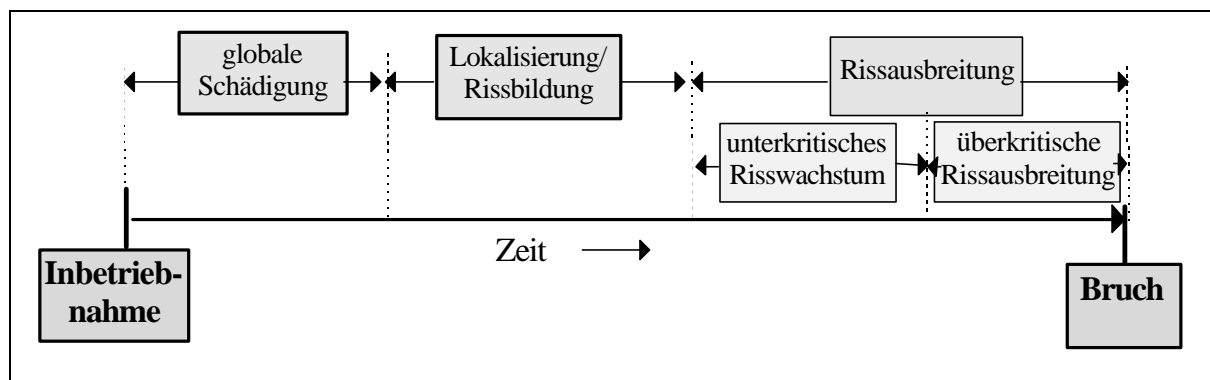 globale
Schädigung
Lokalisierung/
Rissbildung
Rissausbreitung
unterkritisches
Risswachstum
überkritische
Rissausbreitung
Zeit
Inbetrieb-
nahme
Bruch